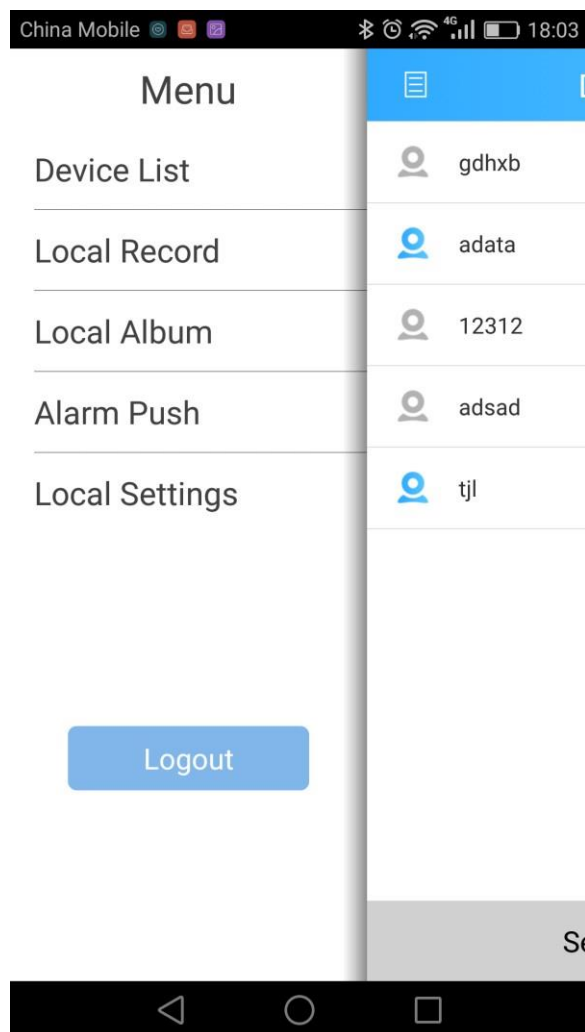 China Mobile 4G 18:03
Menu
Device List
Local Record
Local Album
Alarm Push
Local Settings
Logout
gdhxb
adata
12312
adsad
tjl